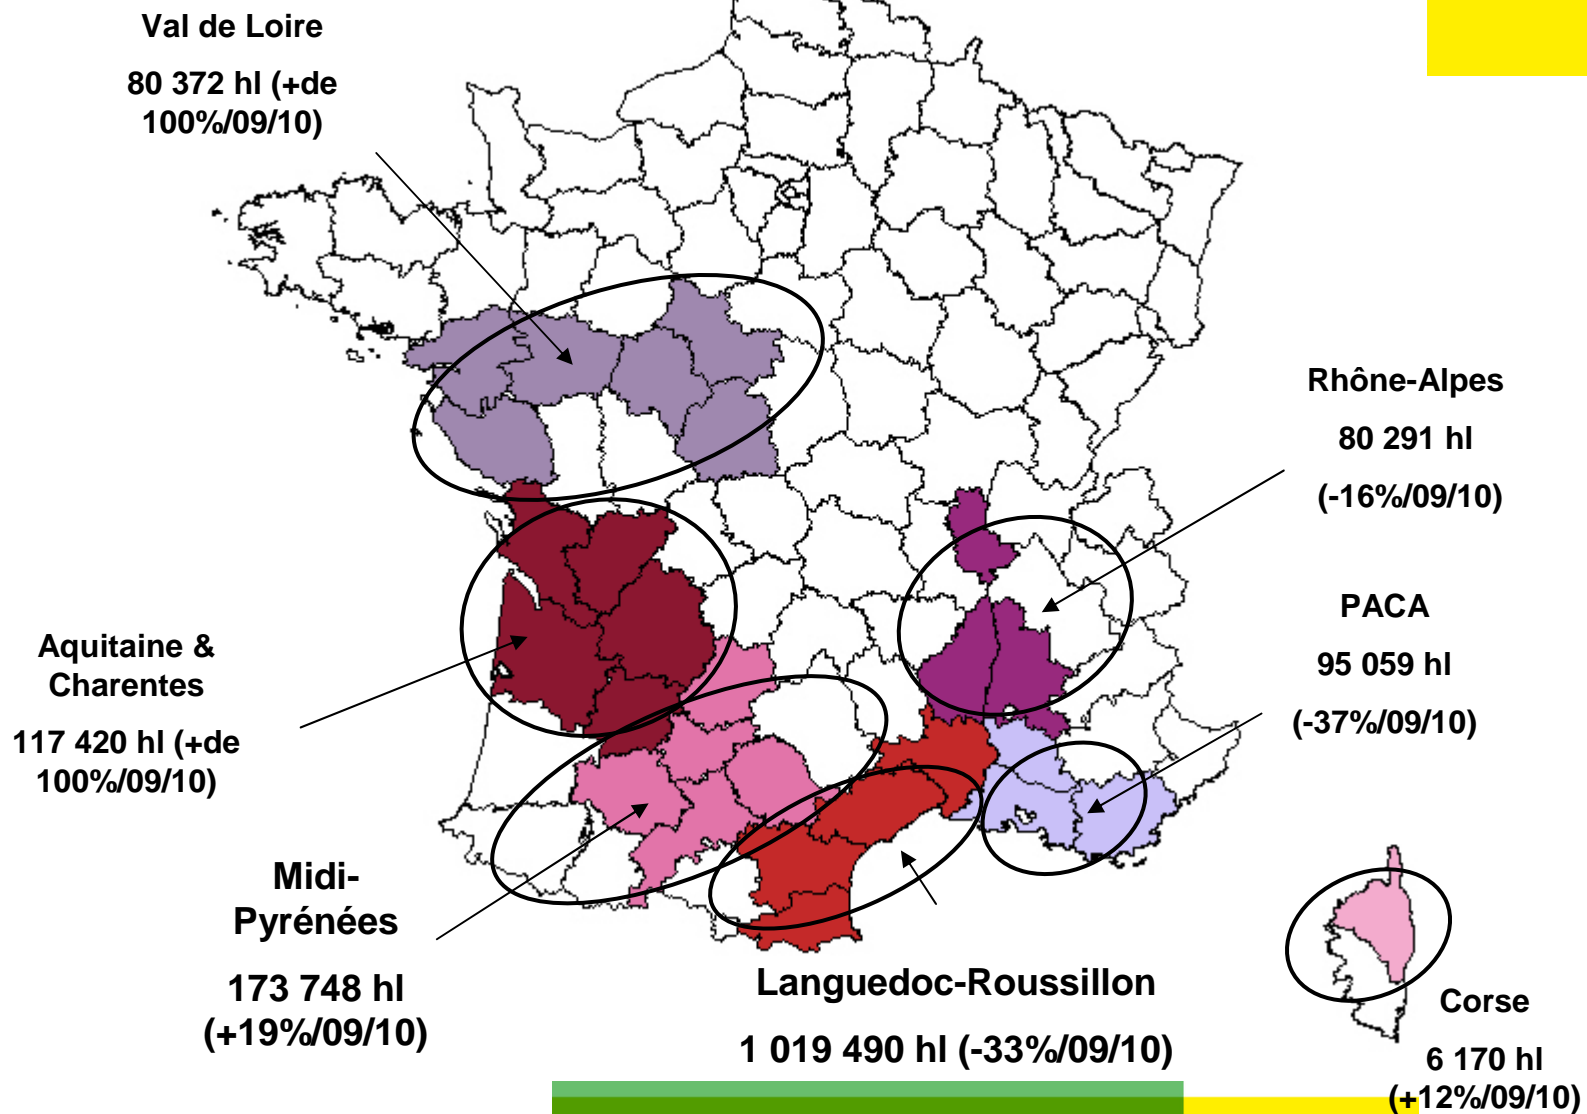 Val de Loire
80 372 hl (+de
100%/09/10)
Rhône-Alpes
80 291 hl
(-16%/09/10)
PACA
95 059 hl
(-37%/09/10)
Aquitaine &
Charentes
117 420 hl (+de
100%/09/10)
Midi-
Pyrénées
173 748 hl
(+19%/09/10)
Languedoc-Roussillon
1 019 490 hl (-33%/09/10)
Corse
6 170 hl
(+12%/09/10)